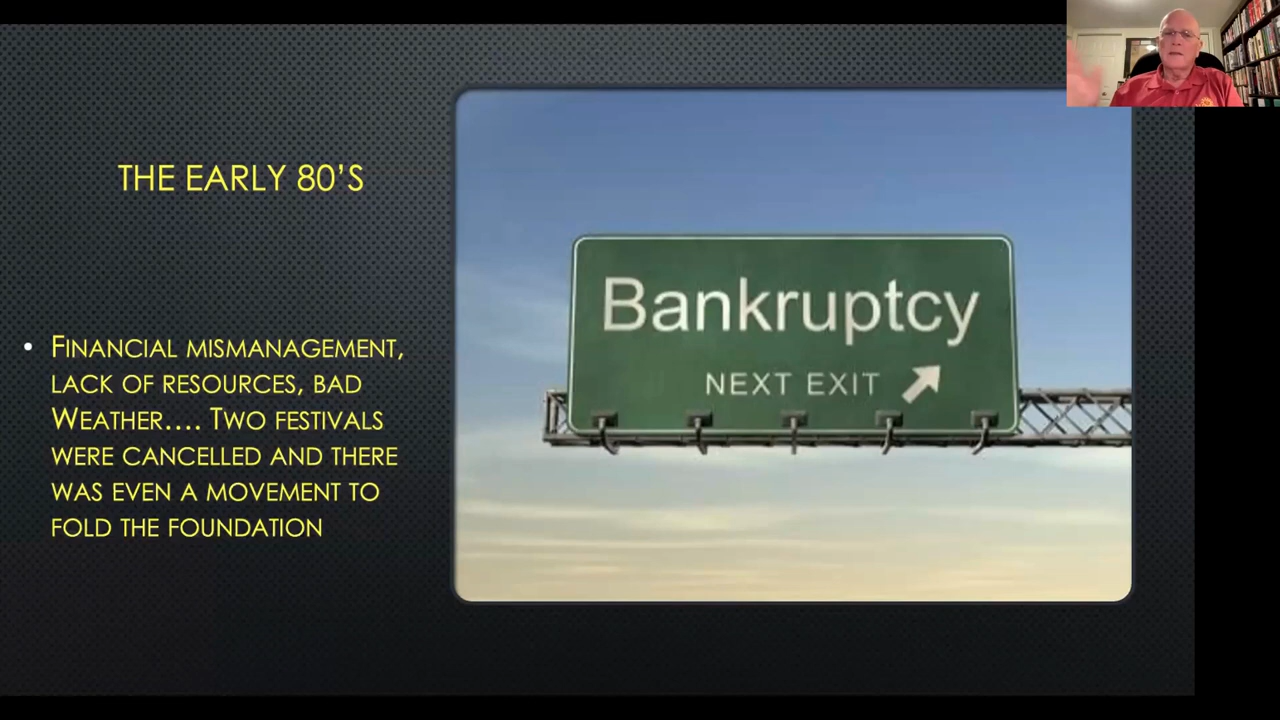 THE EARLY 80’S
• FINANCIAL MISMANAGEMENT,
LACK OF RESOURCES, BAD
WEATHER.... TWO FESTIVALS
WERE CANCELLED AND THERE
WAS EVEN A MOVEMENT TO
FOLD THE FOUNDATION
Bankruptcy
NEXT EXIT